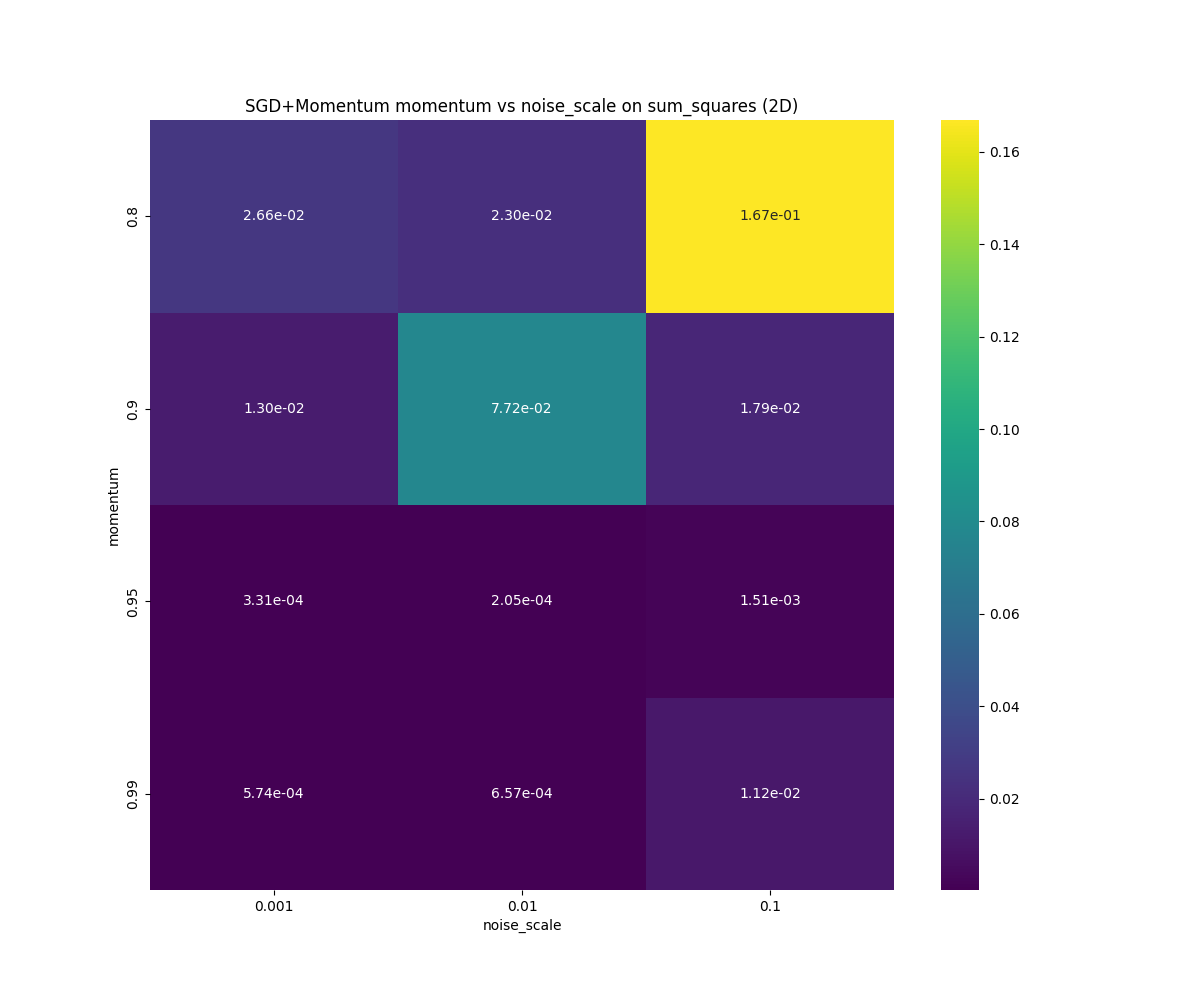 SGD+Momentum momentum vs noise_scale on sum_squares (2D)
momentum
0.8
2.66e-02 2.30e-02 1.67e-01
0.9
1.30e-02 7.72e-02 1.79e-02
0.95
3.31e-04 2.05e-04 1.51e-03
0.99
5.74e-04 6.57e-04 1.12e-02
0.001 0.01 0.1
noise_scale
0.16
0.14
0.12
0.10
0.08
0.06
0.04
0.02